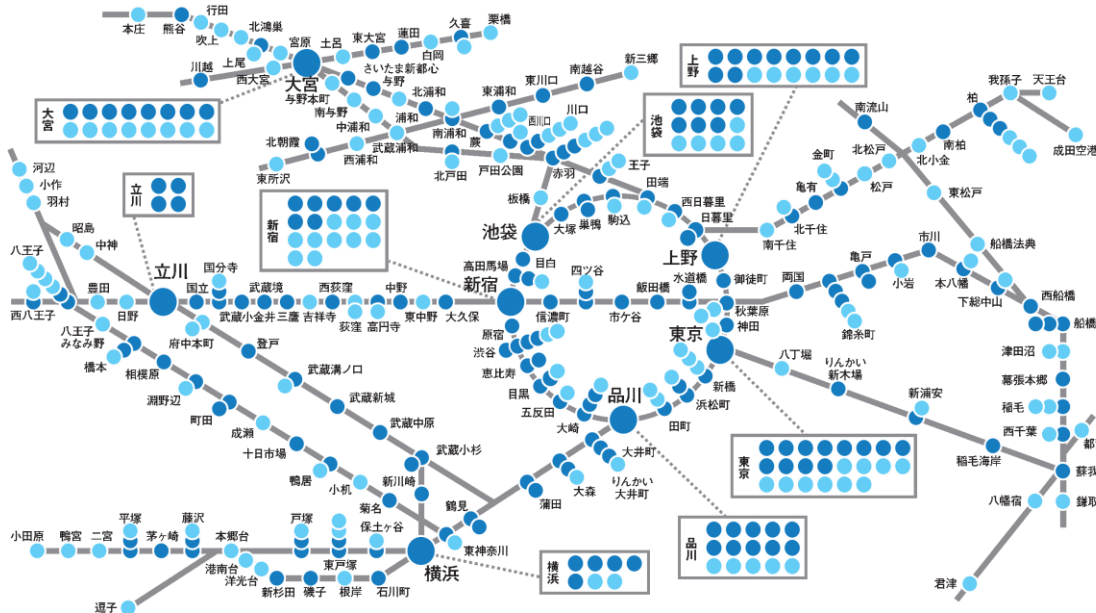 本庄
熊谷
行田
吹上
北鴻巣
上尾
宮原
土呂
東大宮
蓮田
白岡
久喜
栗橋
川越
西大宮
大宮
さいたま新都心
与野
与野本町
南与野
北浦和
浦和
中浦和
武蔵浦和
南浦和
東浦和
東川口
南越谷
新三郷
蕨
西川口
川口
北朝霞
西浦和
東所沢
北戸田
戸田公園
赤羽
王子
板橋
大宮
池袋
上野
立川
新宿
田端
西日暮里
日暮里
駒込
巣鴨
大塚
池袋
上野
南千住
北千住
亀有
金町
松戸
北松戸
北小金
南柏
柏
我孫子
天王台
成田空港
南流山
東松戸
船橋法典
河辺
小作
羽村
昭島
中神
立川
八王子
西八王子
豊田
日野
国立
国分寺
武蔵小金井
武蔵境
三鷹
吉祥寺
西荻窪
荻窪
高円寺
中野
東中野
大久保
新宿
高田馬場
目白
四ツ谷
信濃町
市ケ谷
飯田橋
水道橋
御徒町
秋葉原
神田
両国
錦糸町
亀戸
小岩
市川
本八幡
下総中山
西船橋
船橋
津田沼
幕張本郷
稲毛
西千葉
都
蘇我
鎌取
八幡宿
君津
八王子
みなみ野
橋本
相模原
淵野辺
町田
成瀬
十日市場
鴨居
小机
菊名
府中本町
登戸
武蔵溝ノ口
武蔵新城
武蔵中原
武蔵小杉
新川崎
原宿
渋谷
恵比寿
目黒
五反田
大崎
品川
田町
浜松町
新橋
東京
八丁堀
りんかい
新木場
新浦安
稲毛海岸
大井町
りんかい
大井町
大森
蒲田
鶴見
東神奈川
横浜
東京
品川
横浜
小田原
鴨宮
二宮
平塚
茅ヶ崎
藤沢
本郷台
戸塚
東戸塚
保土ヶ谷
港南台
洋光台
新杉田
磯子
根岸
石川町
逗子